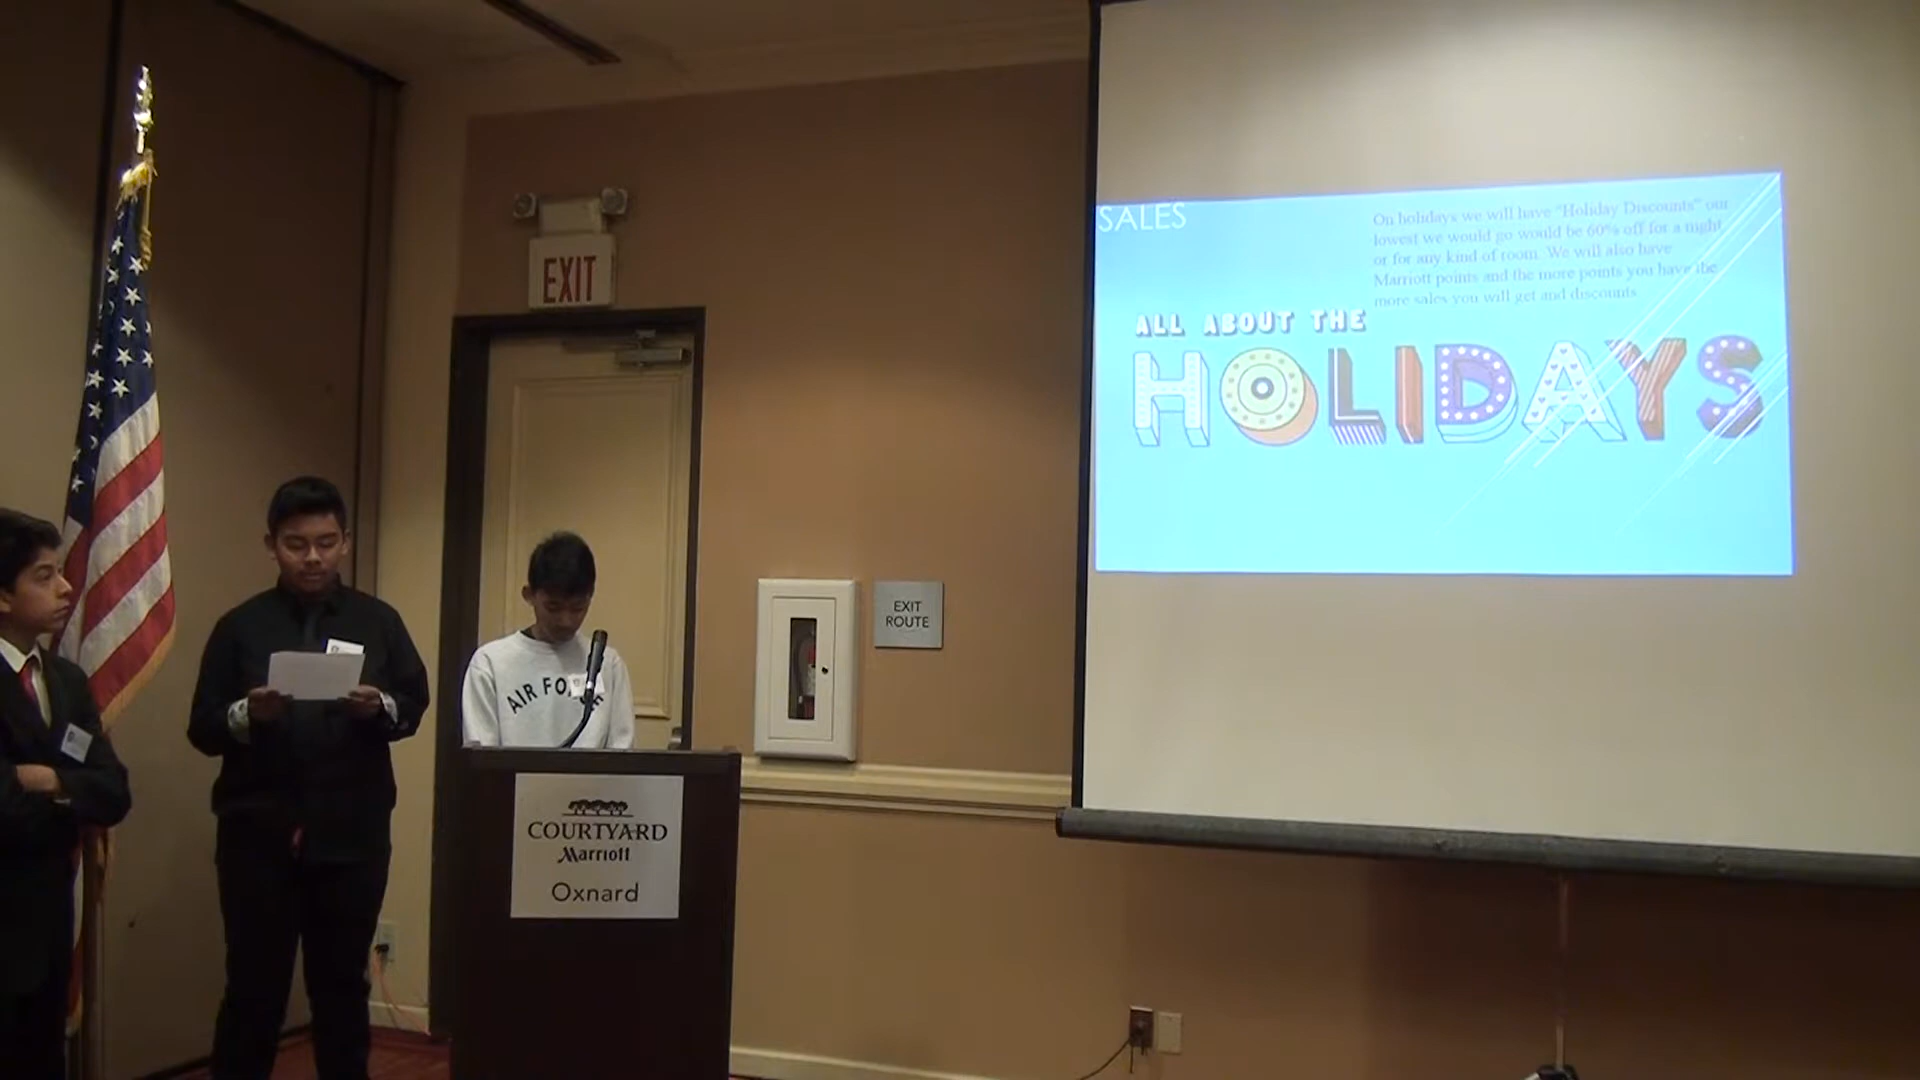 EXIT
SALES
On holidays we will have "Holiday Discounts" our
lowest we would go would be 60% off for a night
or for any kind of room. We will also have
Marriott points and the more points you have the
more sales you will get and discounts
ALL ABOUT THE
HOLIDAYS
EXIT
ROUTE
AIR FO
COURTYARD
Marriott
Oxnard